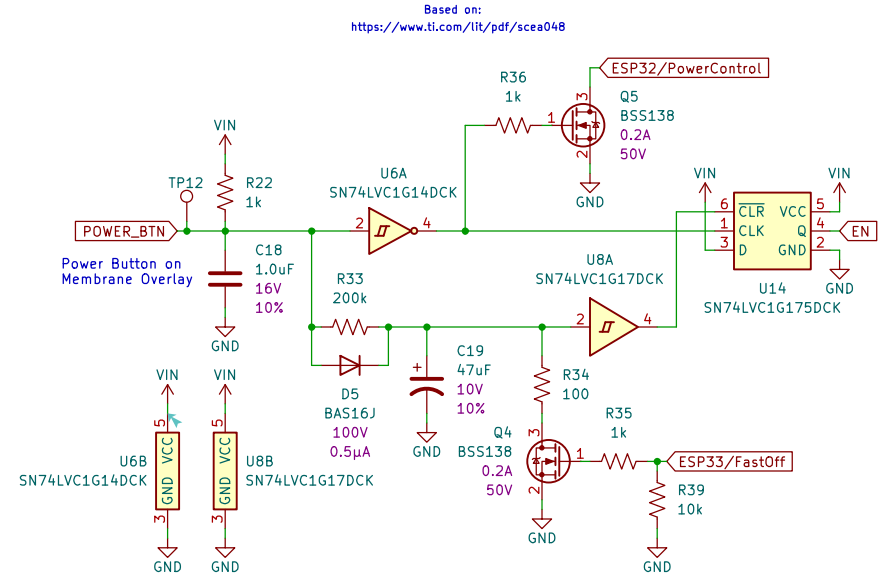 Based on:
https://www.ti.com/lit/pdf/scea048
ESP32/PowerControl
R36
1k
3
1
2
Q5
BSS138
0.2A
50V
GND
VIN
TP12
R22
1k
U6A
SN74LVC1G14DCK
2
4
POWER_BTN
Power Button on
Membrane Overlay
C18
1.0uF
16V
10%
GND
VIN
VIN
6
CLR
VCC
5
1
CLK
Q
4
EN
3
D
GND
2
GND
U14
SN74LVC1G175DCK
U8A
SN74LVC1G17DCK
2
4
R33
200k
D5
BAS16J
100V
0.5µA
+
C19
47uF
10V
10%
GND
R34
100
Q4
BSS138
0.2A
50V
3
1
2
GND
R35
1k
ESP33/FastOff
R39
10k
GND
VIN
5
VCC
GND
3
U6B
SN74LVC1G14DCK
GND
VIN
5
VCC
GND
3
U8B
SN74LVC1G17DCK
GND